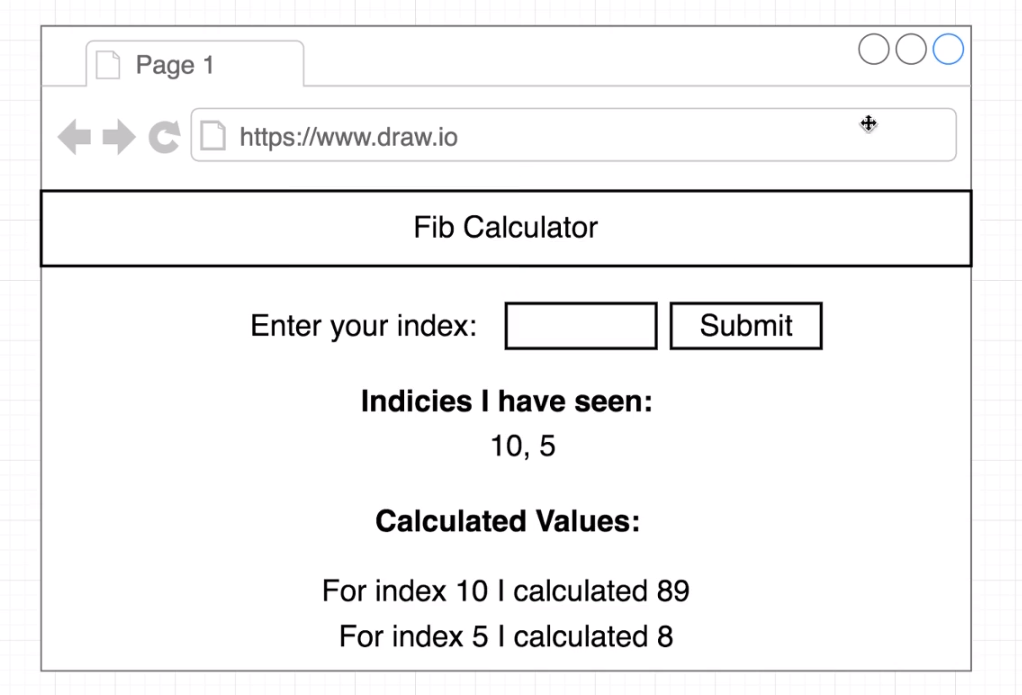 Page 1
https://www.draw.io
Fib Calculator
Enter your index: Submit
Indicies I have seen:
10, 5
Calculated Values:
For index 10 I calculated 89
For index 5 I calculated 8